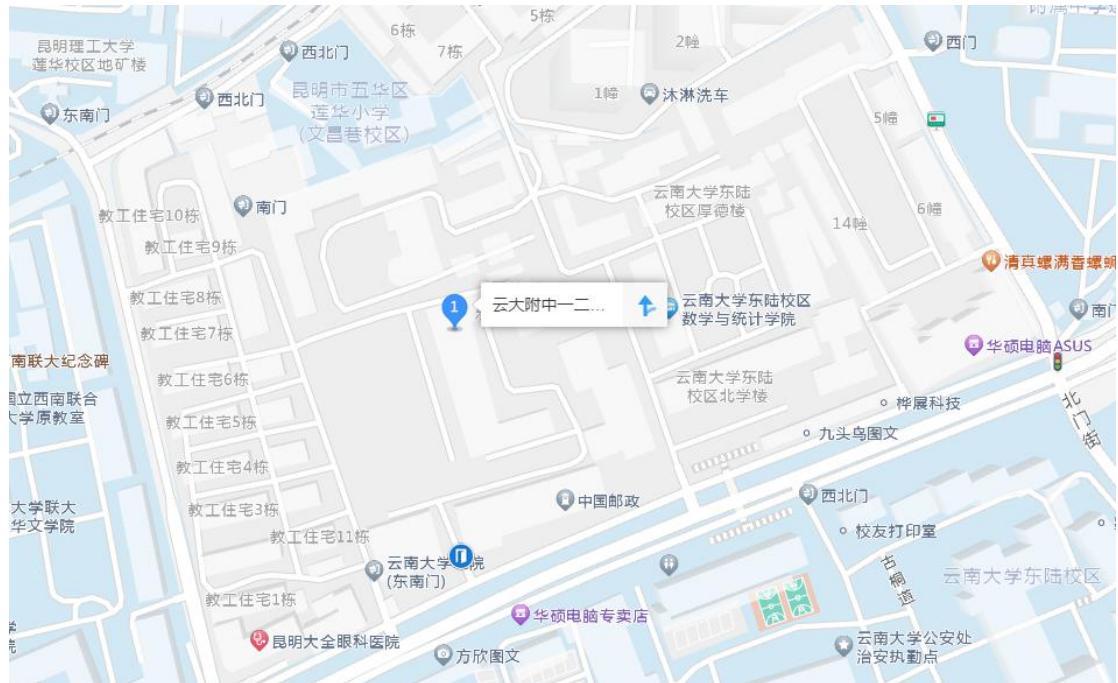 5栋
6栋
7栋
2幢
西门
昆明理工大学
莲华校区地矿楼
西北门
西北门
昆明市五华区
莲华小学
(文昌巷校区)
1幢
沐淋洗车
东南门
5幢
教工住宅10栋
南门
云南大学东陆
校区厚德楼
14幢
6幢
教工住宅9栋
清真螺满香螺蛳
教工住宅8栋
1
云大附中一二...
云南大学东陆校区
数学与统计学院
南门
教工住宅7栋
华硕电脑ASUS
南联大纪念碑
教工住宅6栋
云南大学东陆
校区北学楼
国立西南联合
大学原教室
桦展科技
北门街
教工住宅5栋
九头鸟图文
教工住宅4栋
中国邮政
西北门
大学联大
华文学院
教工住宅3栋
校友打印室
教工住宅11栋
云南大学 院
(东南门)
古桐道
云南大学东陆校区
教工住宅1栋
华硕电脑专卖店
昆明大全眼科医院
方欣图文
云南大学公安处
治安执勤点